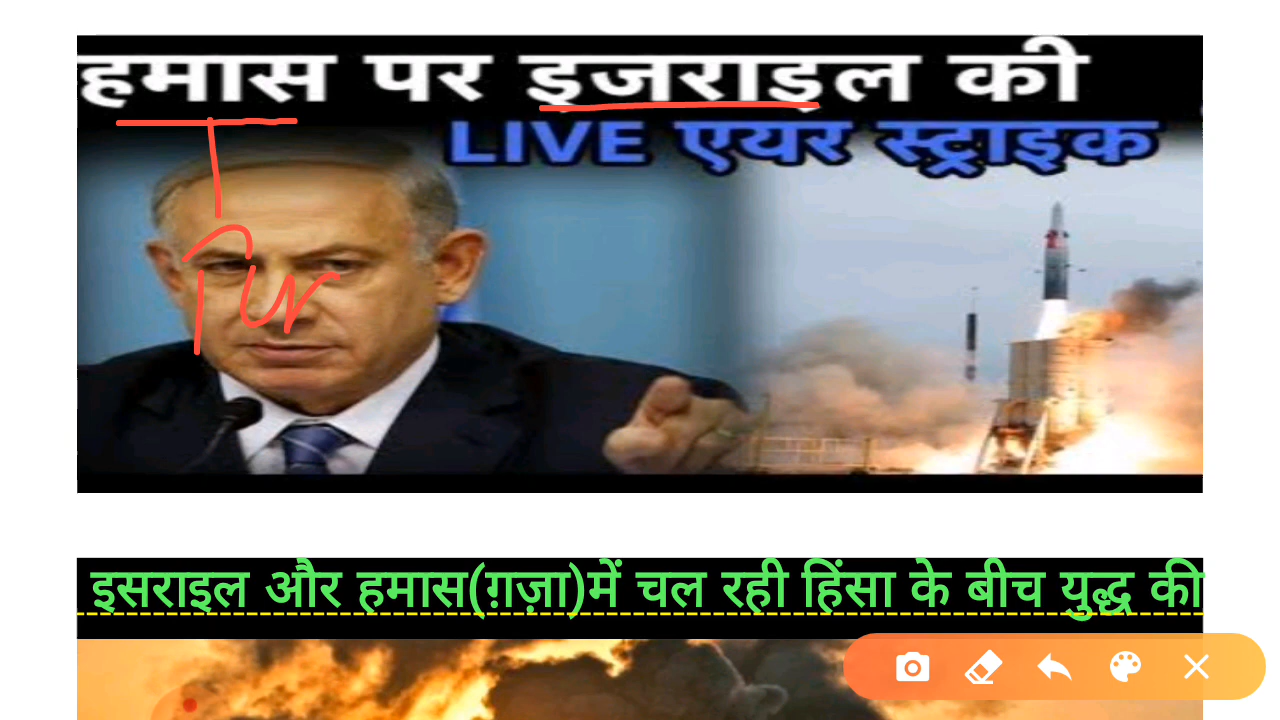 हमास पर इजराइल की
LIVE एयर स्ट्राइक
इसराइल और हमास(ग़ज़ा)में चल रही हिंसा के बीच युद्ध की